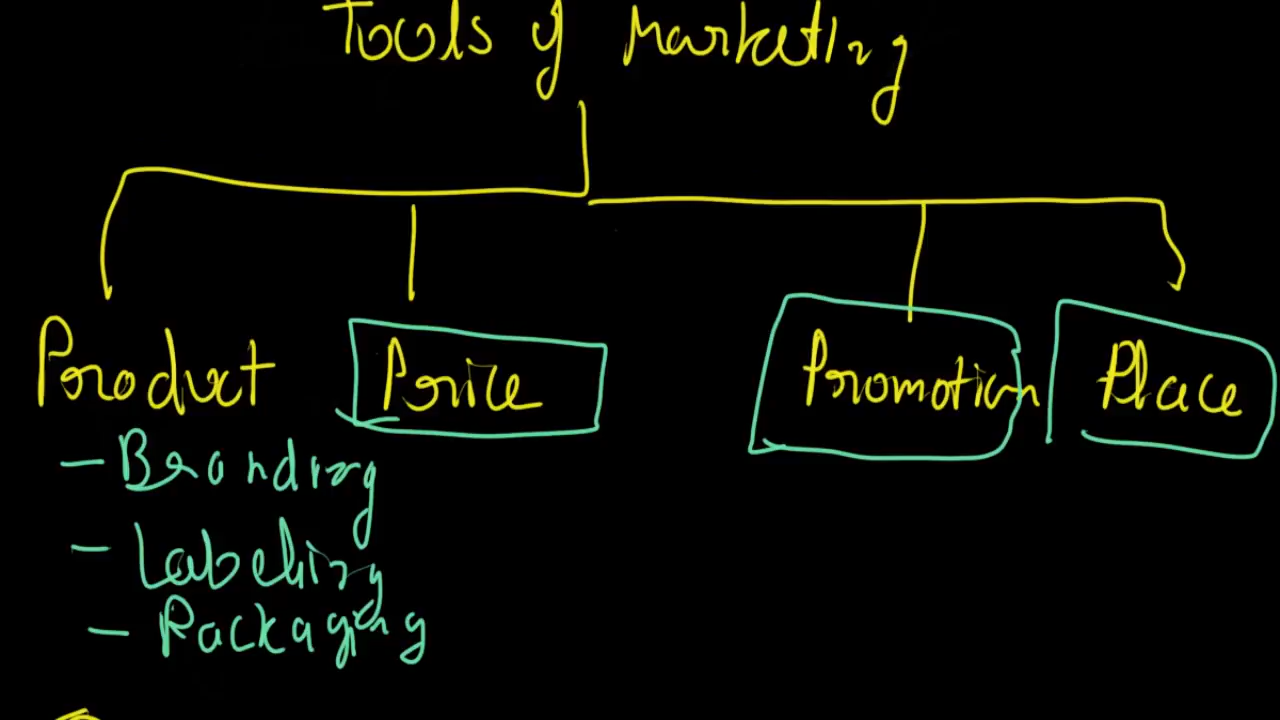 Tools of Marketing
Product Price Promotion Place
- Branding
- Labeling
- Packaging